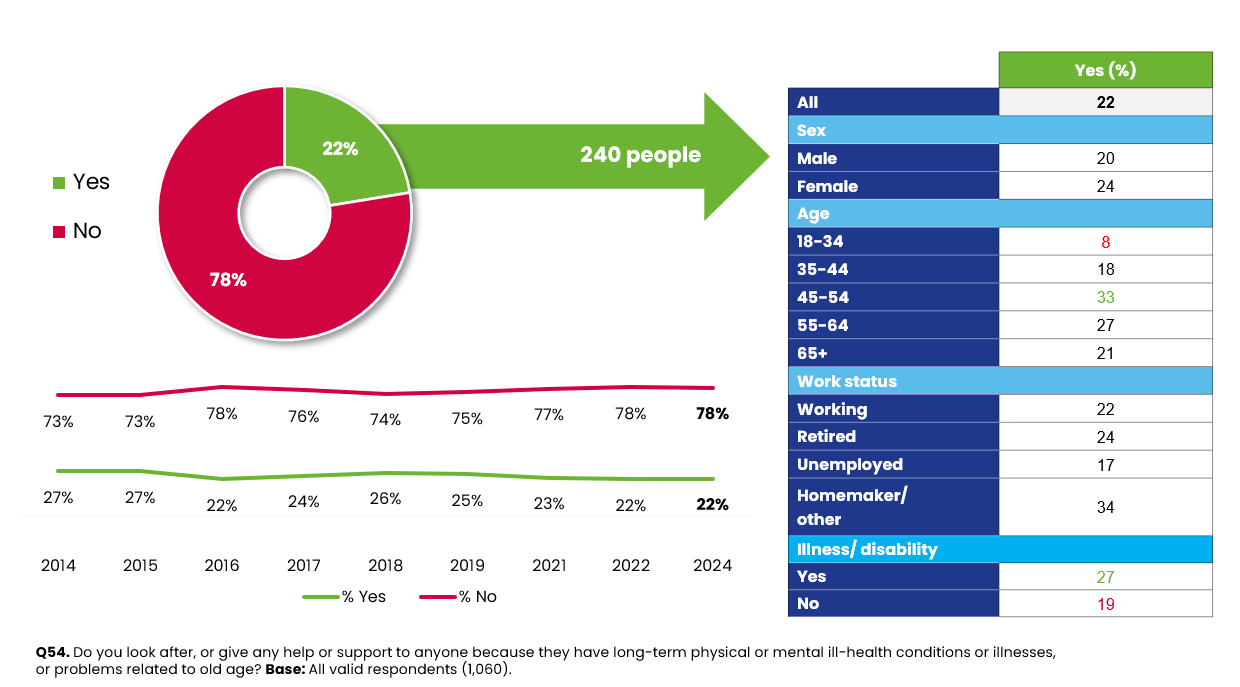 Yes
No
22%
78%
240 people
73%
73%
78%
76%
74%
75%
77%
78%
78%
27%
27%
22%
24%
26%
25%
23%
22%
22%
2014 2015 2016 2017 2018 2019 2021 2022 2024
% Yes % No
Yes (%)
All 22
Sex
Male 20
Female 24
Age
18-34 8
35-44 18
45-54 33
55-64 27
65+ 21
Work status
Working 22
Retired 24
Unemployed 17
Homemaker/
other 34
Illness/ disability
Yes 27
No 19
Q54. Do you look after, or give any help or support to anyone because they have long-term physical or mental ill-health conditions or illnesses,
or problems related to old age? Base: All valid respondents (1,060).